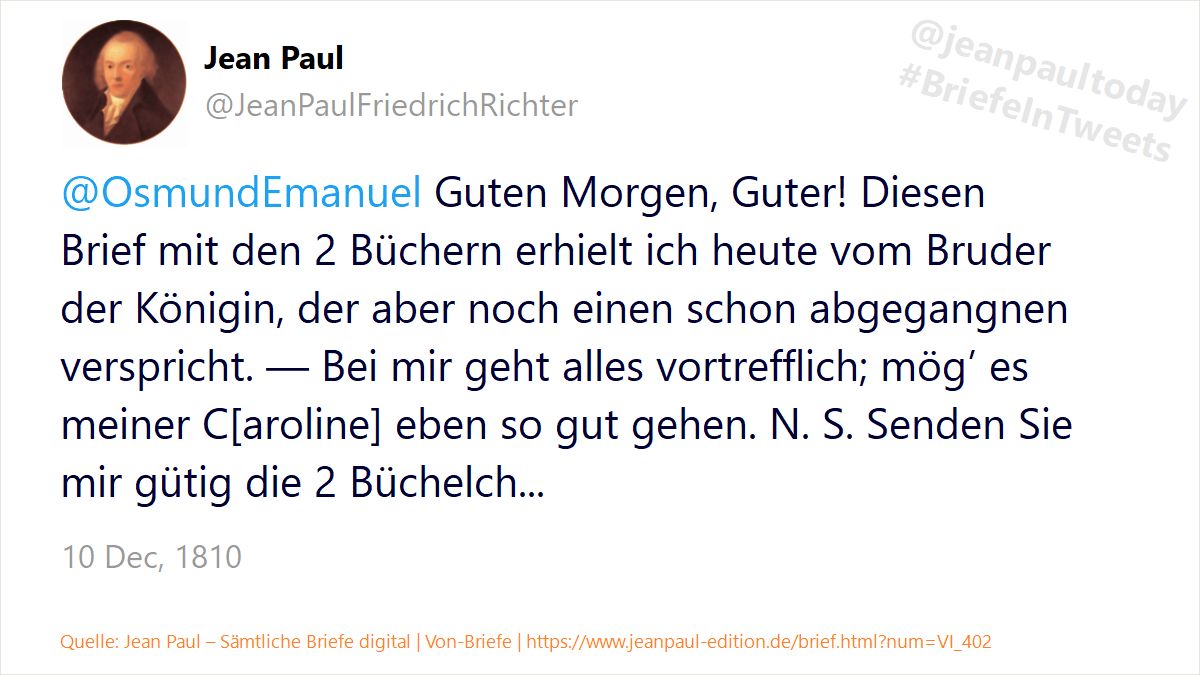 Jean Paul
@JeanPaulFriedrichRichter
@jeanpaultoday
#BriefeInTweets
@OsmundEmanuel Guten Morgen, Guter! Diesen
Brief mit den 2 Büchern erhielt ich heute vom Bruder
der Königin, der aber noch einen schon abgegangnen
verspricht. — Bei mir geht alles vortrefflich; mög’ es
meiner C[aroline] eben so gut gehen. N. S. Senden Sie
mir gütig die 2 Büchelch...
10 Dec, 1810
Quelle: Jean Paul – Sämtliche Briefe digital | Von-Briefe | https://www.jeanpaul-edition.de/brief.html?num=VI_402